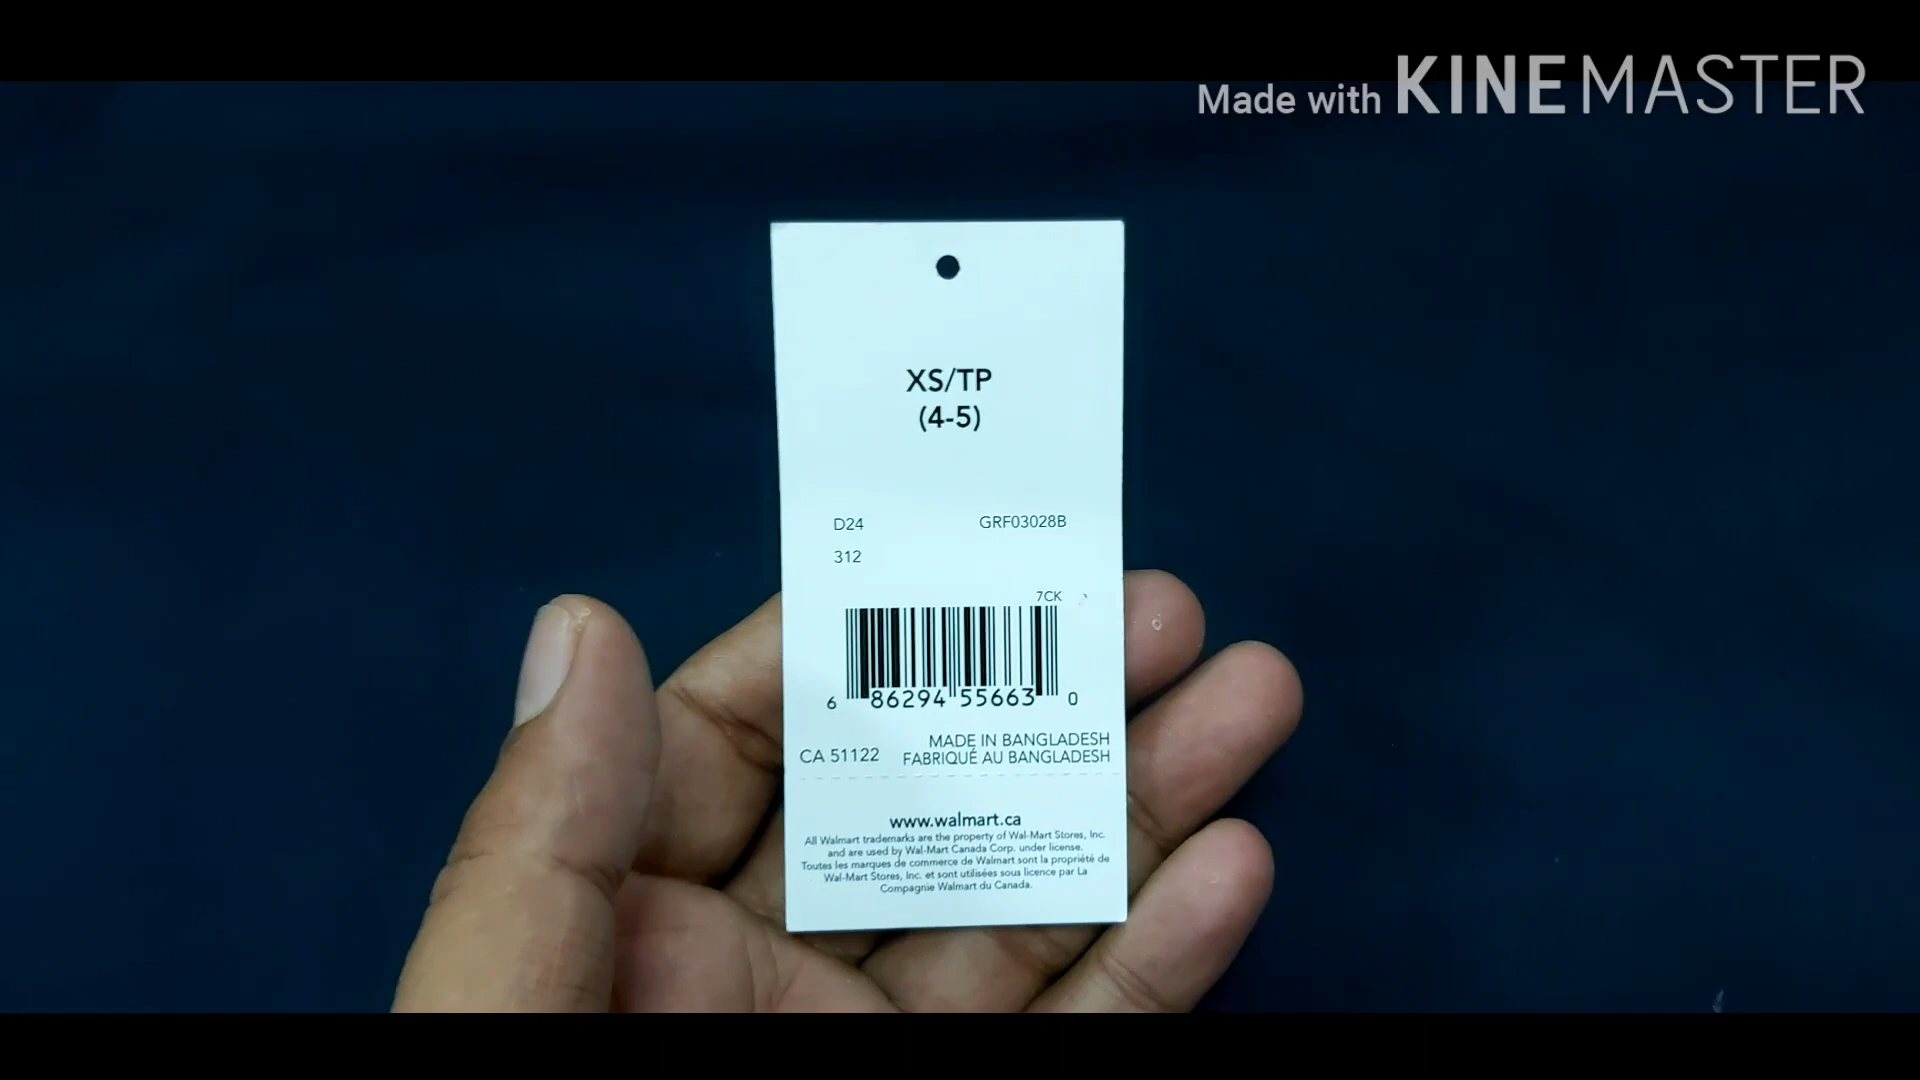 Made with KINEMASTER
XS/TP
(4-5)
D24 GRF03028B
312
7CK
6 86294 55663 0
CA 51122 MADE IN BANGLADESH
FABRIQUÉ AU BANGLADESH
www.walmart.ca
All Walmart trademarks are the property of Wal-Mart Stores, Inc.
and are used by Wal-Mart Canada Corp. under license.
Toutes les marques de commerce de Walmart sont la propriété de
Wal-Mart Stores, Inc. et sont utilisées sous licence par La
Compagnie Walmart du Canada.